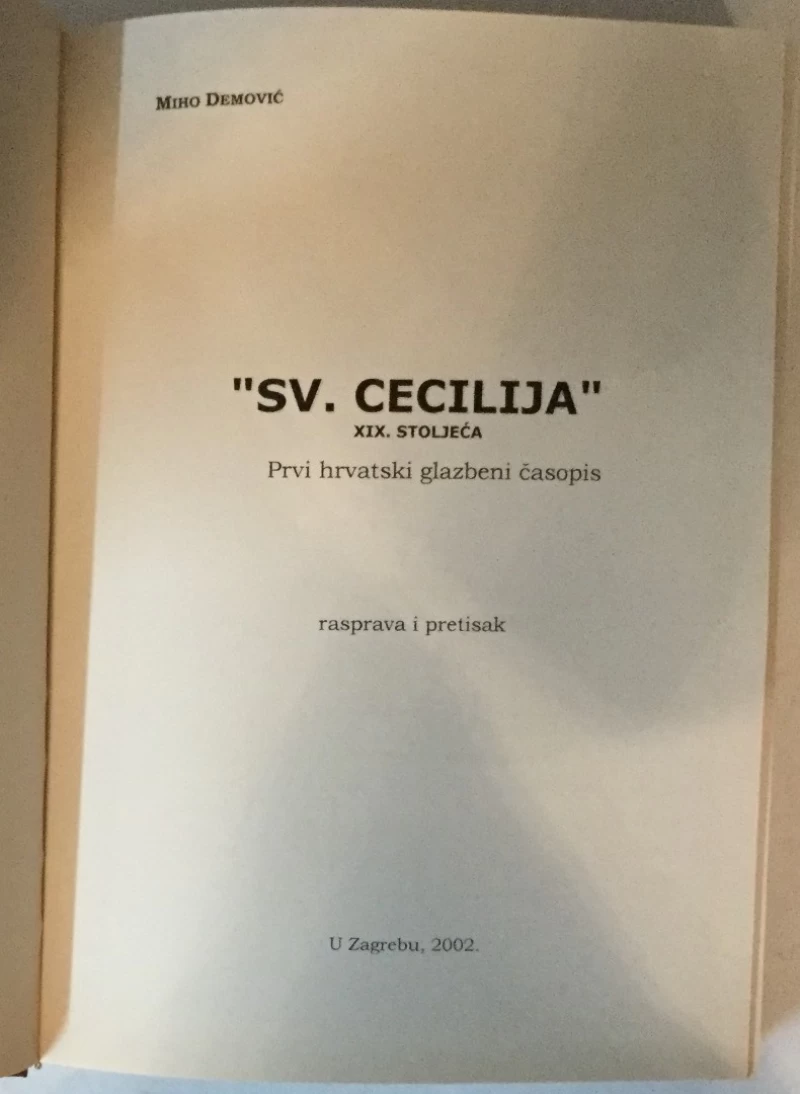 MIHO DEMOVIĆ
"SV. CECILIJA"
XIX. STOLJEĆA
Prvi hrvatski glazbeni časopis
rasprava i pretisak
U Zagrebu, 2002.